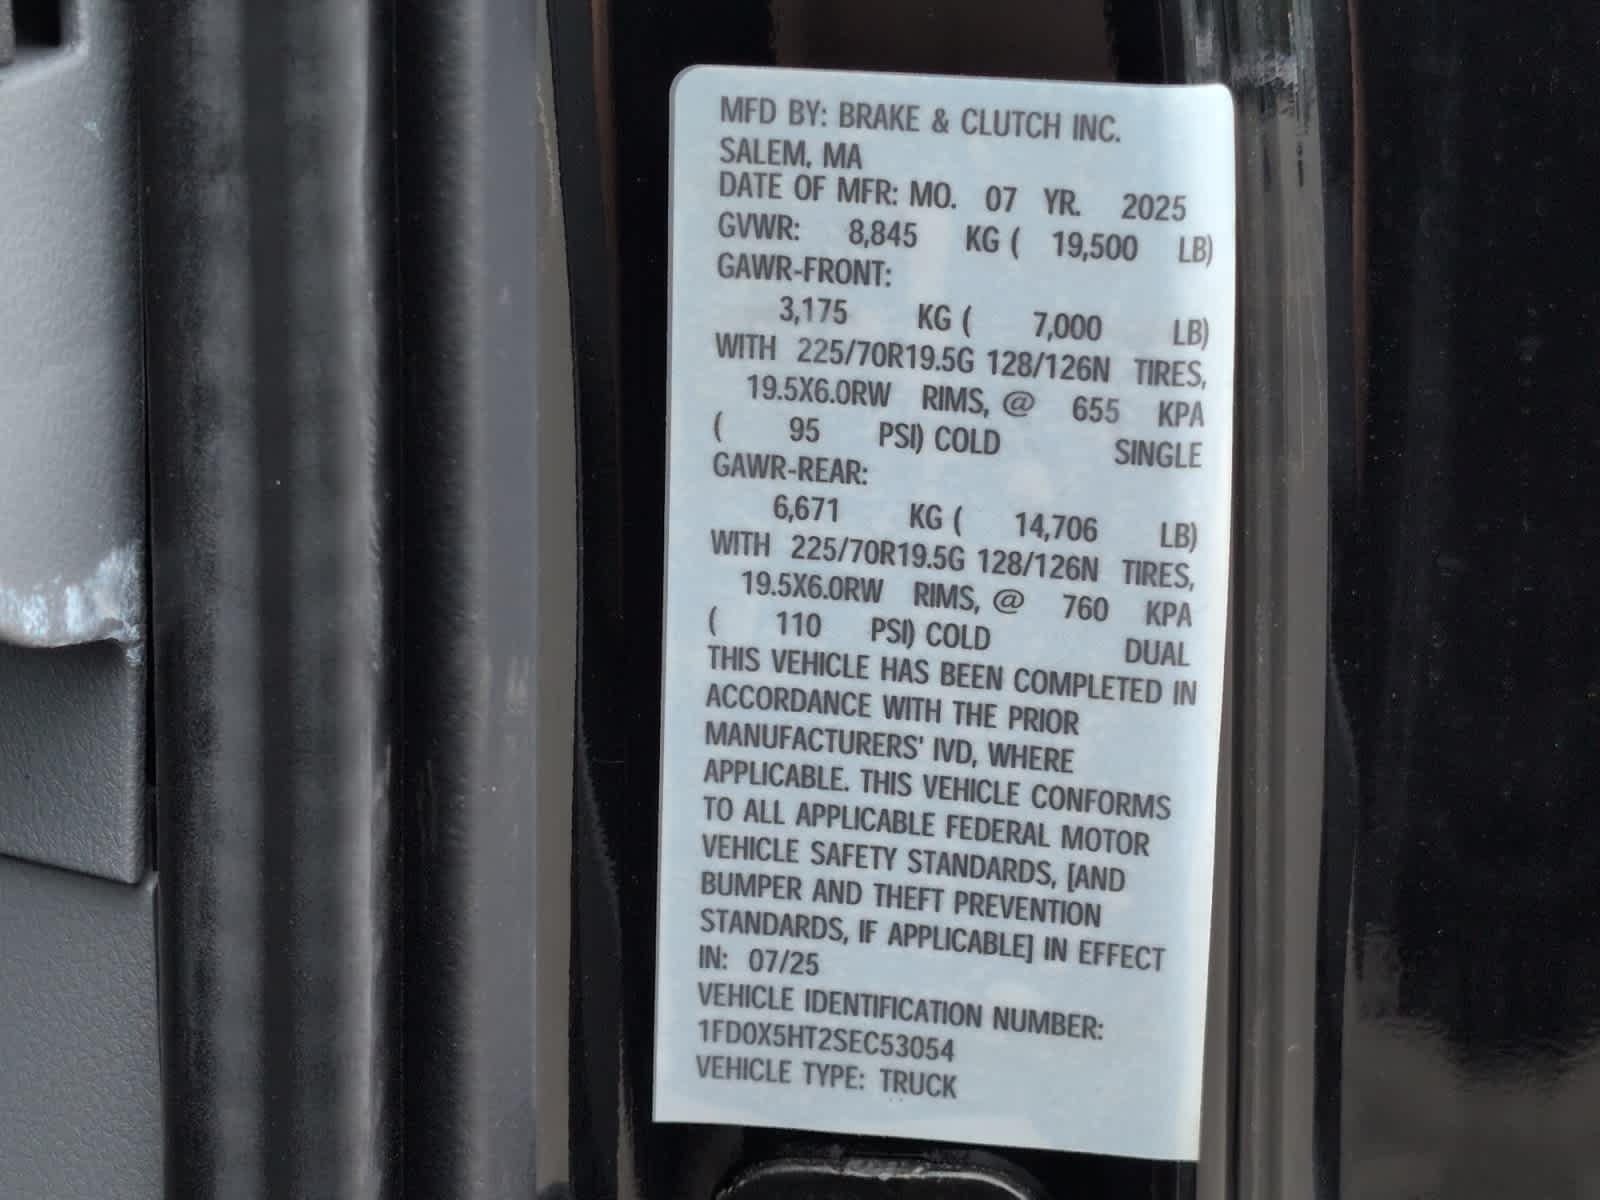 MFD BY: BRAKE & CLUTCH INC.
SALEM, MA
DATE OF MFR: MO. 07 YR. 2025
GVWR: 8,845 KG ( 19,500 LB)
GAWR-FRONT:
3,175 KG ( 7,000 LB)
WITH 225/70R19.5G 128/126N TIRES,
19.5X6.0RW RIMS, @ 655 KPA
( 95 PSI) COLD SINGLE
GAWR-REAR:
6,671 KG ( 14,706 LB)
WITH 225/70R19.5G 128/126N TIRES,
19.5X6.0RW RIMS, @ 760 KPA
( 110 PSI) COLD DUAL
THIS VEHICLE HAS BEEN COMPLETED IN
ACCORDANCE WITH THE PRIOR
MANUFACTURERS' IVD, WHERE
APPLICABLE. THIS VEHICLE CONFORMS
TO ALL APPLICABLE FEDERAL MOTOR
VEHICLE SAFETY STANDARDS, [AND
BUMPER AND THEFT PREVENTION
STANDARDS, IF APPLICABLE] IN EFFECT
IN: 07/25
VEHICLE IDENTIFICATION NUMBER:
1FD0X5HT2SEC53054
VEHICLE TYPE: TRUCK